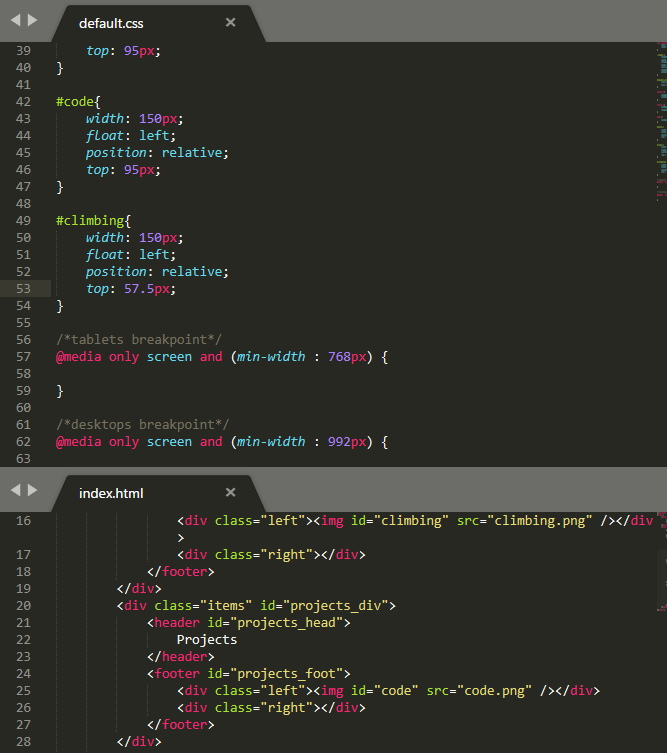 default.css ×
39 top: 95px;
40 }
41
42 #code{
43 width: 150px;
44 float: left;
45 position: relative;
46 top: 95px;
47 }
48
49 #climbing{
50 width: 150px;
51 float: left;
52 position: relative;
53 top: 57.5px;
54 }
55
56 /*tablets breakpoint*/
57 @media only screen and (min-width : 768px) {
58
59 }
60
61 /*desktops breakpoint*/
62 @media only screen and (min-width : 992px) {
63
index.html ×
16 <div class="left"><img id="climbing" src="climbing.png" /></div
>
17 <div class="right"></div>
18 </footer>
19 </div>
20 <div class="items" id="projects_div">
21 <header id="projects_head">
22 Projects
23 </header>
24 <footer id="projects_foot">
25 <div class="left"><img id="code" src="code.png" /></div>
26 <div class="right"></div>
27 </footer>
28 </div>